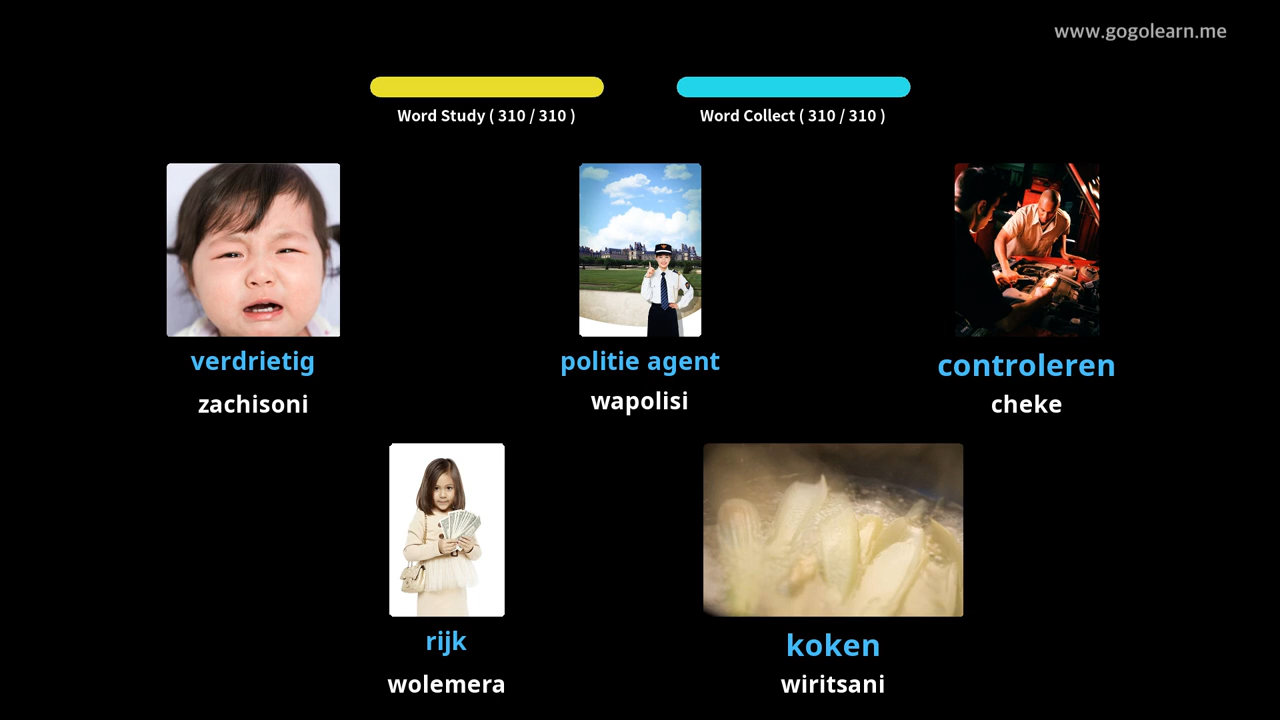 www.gogolearn.me
Word Study ( 310 / 310 )
Word Collect ( 310 / 310 )
verdrietig
zachisoni
politie agent
wapolisi
controleren
cheke
rijk
wolemera
koken
wiritsani